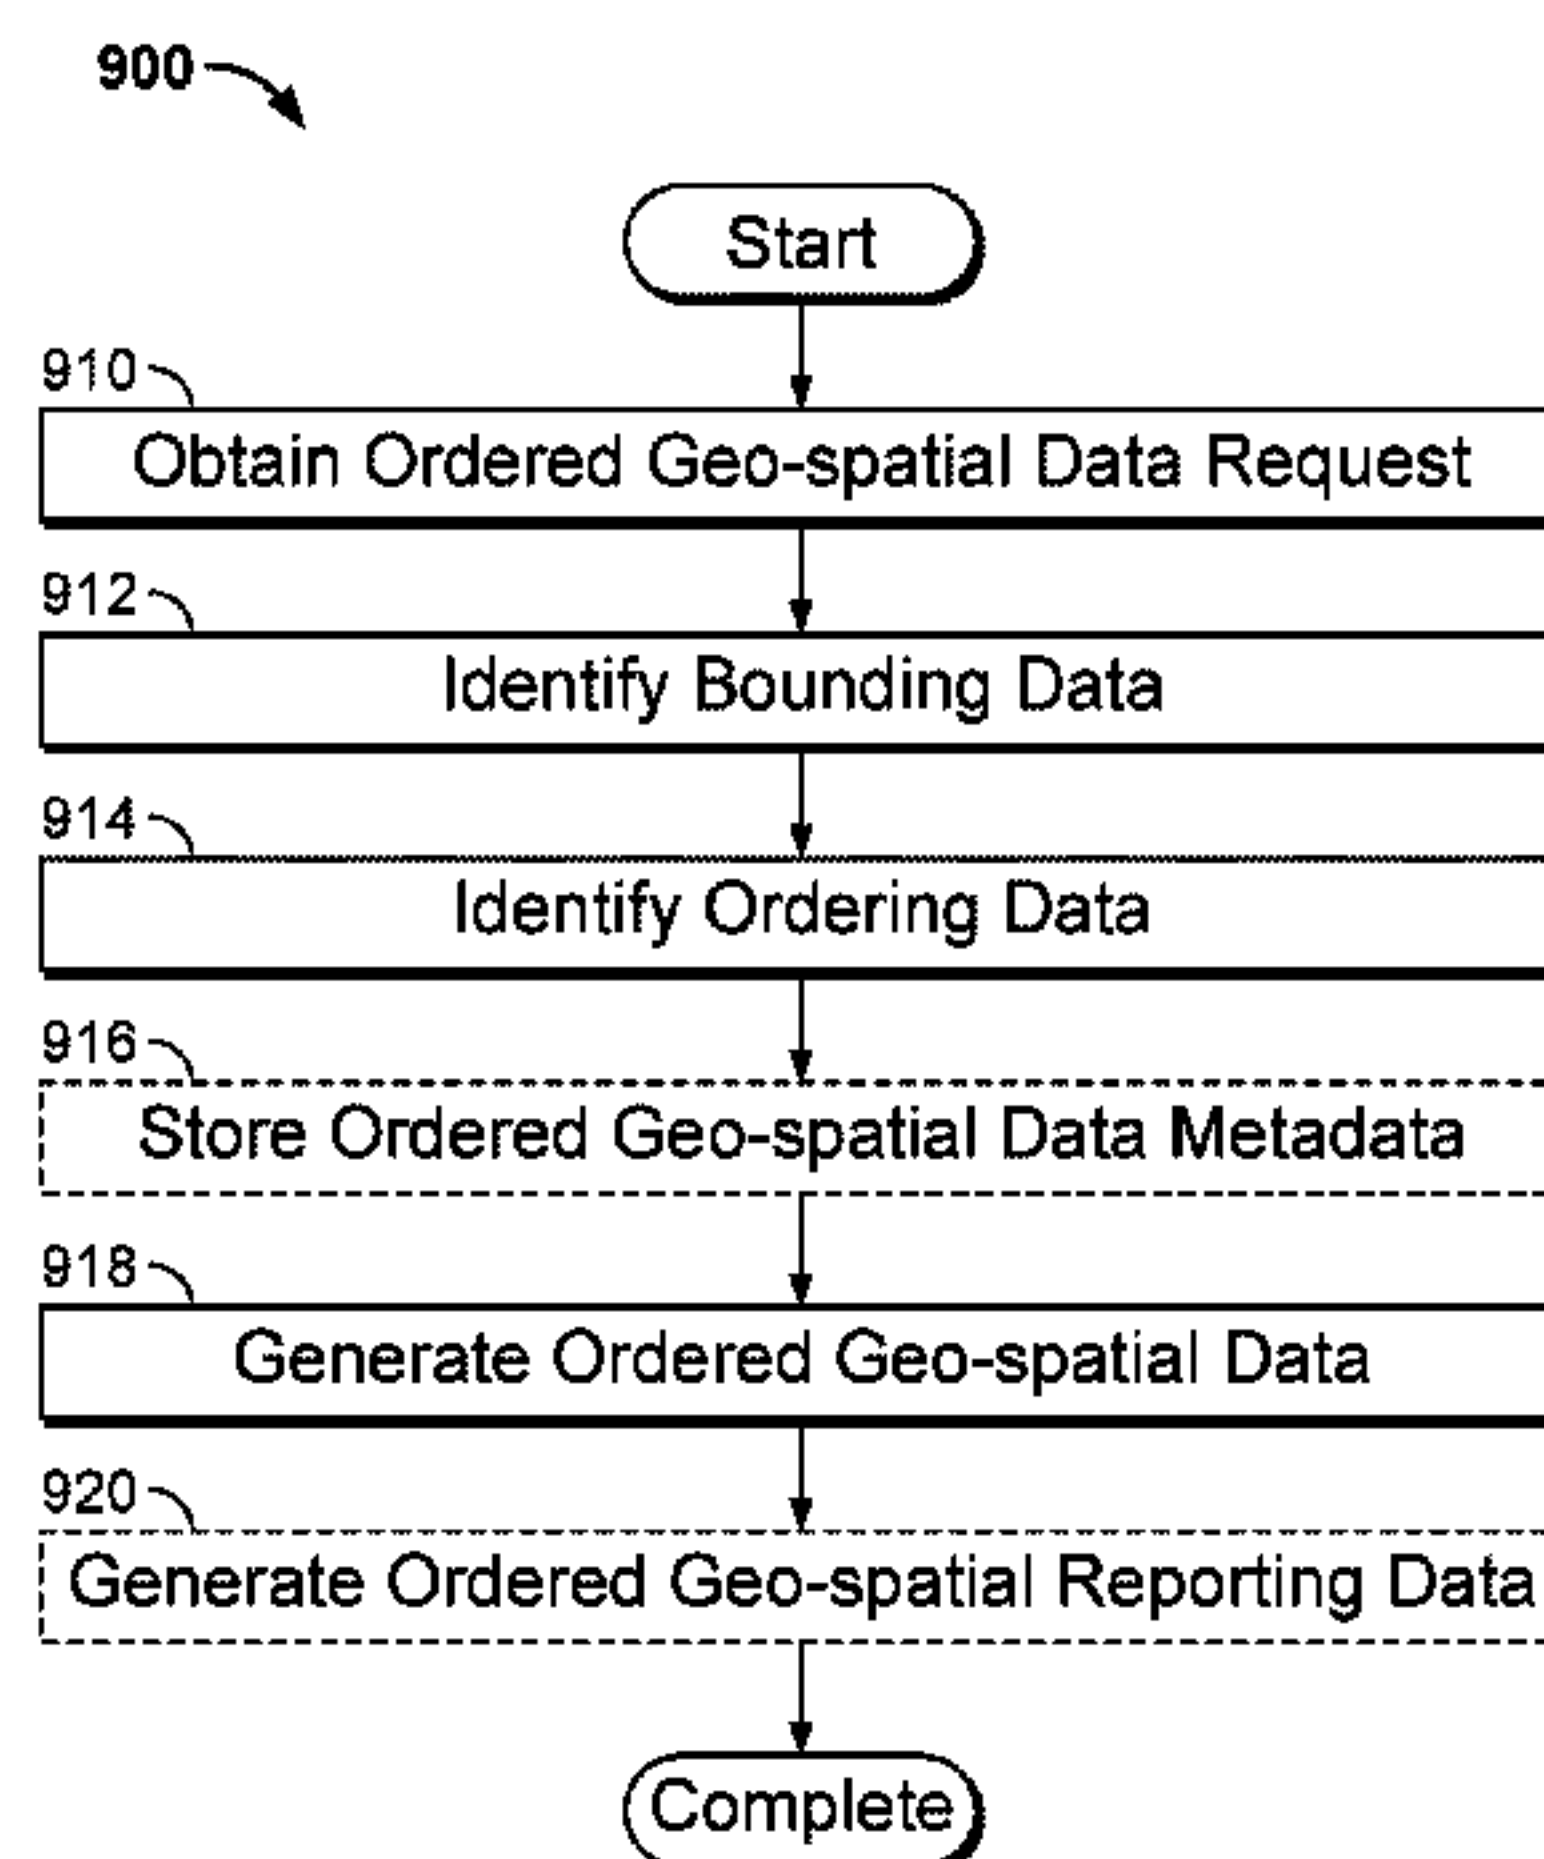 900
Start
910
Obtain Ordered Geo-spatial Data Request
912
Identify Bounding Data
914
Identify Ordering Data
916
Store Ordered Geo-spatial Data Metadata
918
Generate Ordered Geo-spatial Data
920
Generate Ordered Geo-spatial Reporting Data
Complete